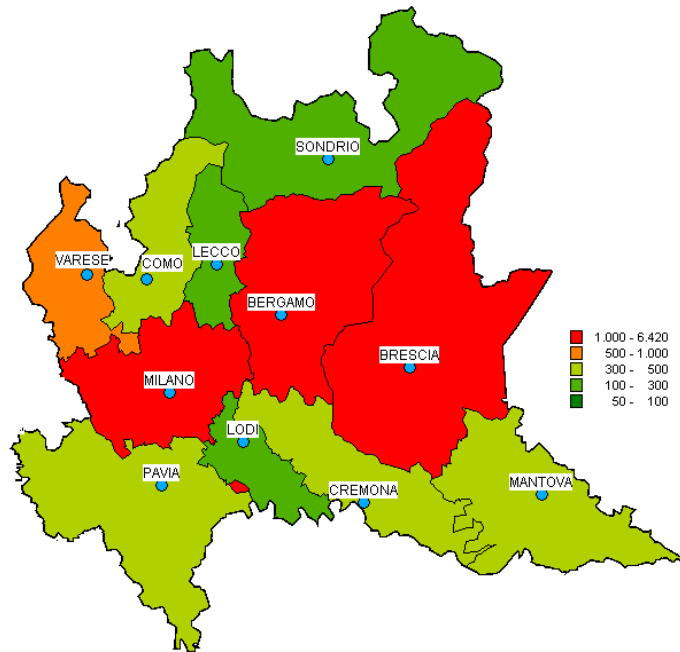 SONDRIO
LECCO
VARESE
COMO
BERGAMO
BRESCIA
MILANO
LODI
PAVIA
CREMONA
MANTOVA
1.000 - 6.420
500 - 1.000
300 - 500
100 - 300
50 - 100